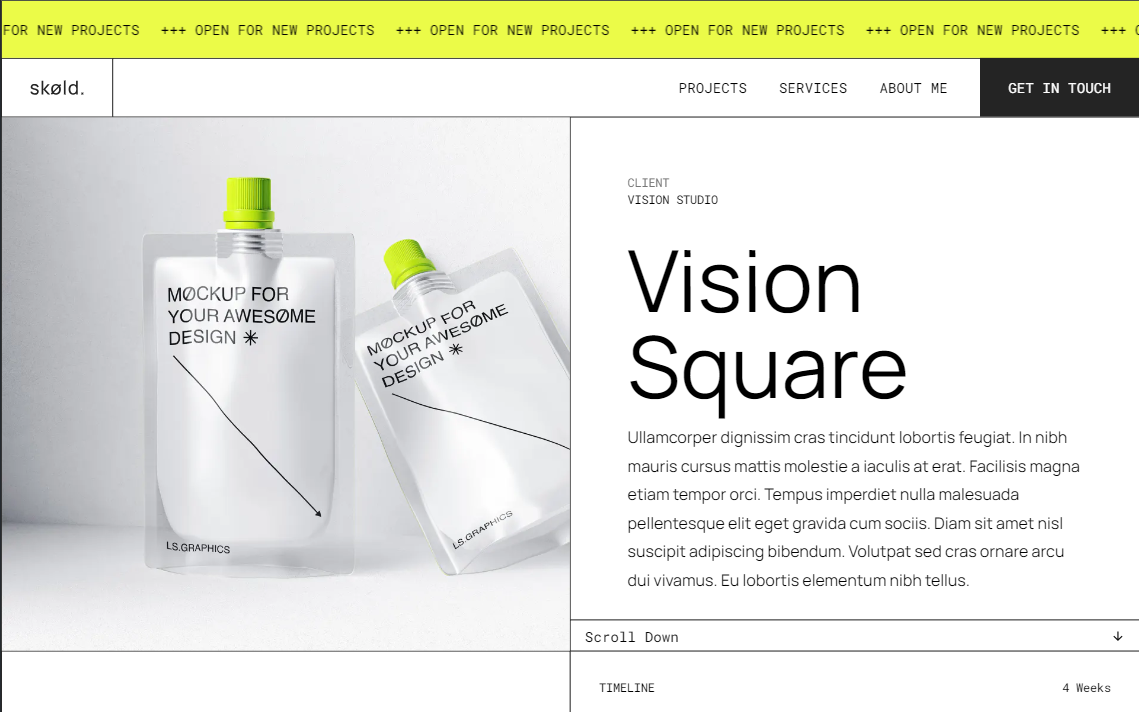 FOR NEW PROJECTS +++ OPEN FOR NEW PROJECTS +++ OPEN FOR NEW PROJECTS +++ OPEN FOR NEW PROJECTS +++ OPEN FOR NEW PROJECTS +++
skøld.
PROJECTS SERVICES ABOUT ME GET IN TOUCH
MØCKUP FOR
YOUR AWESØME
DESIGN ✳
LS.GRAPHICS
MØCKUP FOR
YOUR AWESØME
DESIGN ✳
LS.GRAPHICS
CLIENT
VISION STUDIO
Vision
Square
Ullamcorper dignissim cras tincidunt lobortis feugiat. In nibh
mauris cursus mattis molestie a iaculis at erat. Facilisis magna
etiam tempor orci. Tempus imperdiet nulla malesuada
pellentesque elit eget gravida cum sociis. Diam sit amet nisl
suscipit adipiscing bibendum. Volutpat sed cras ornare arcu
dui vivamus. Eu lobortis elementum nibh tellus.
Scroll Down ↓
TIMELINE 4 Weeks